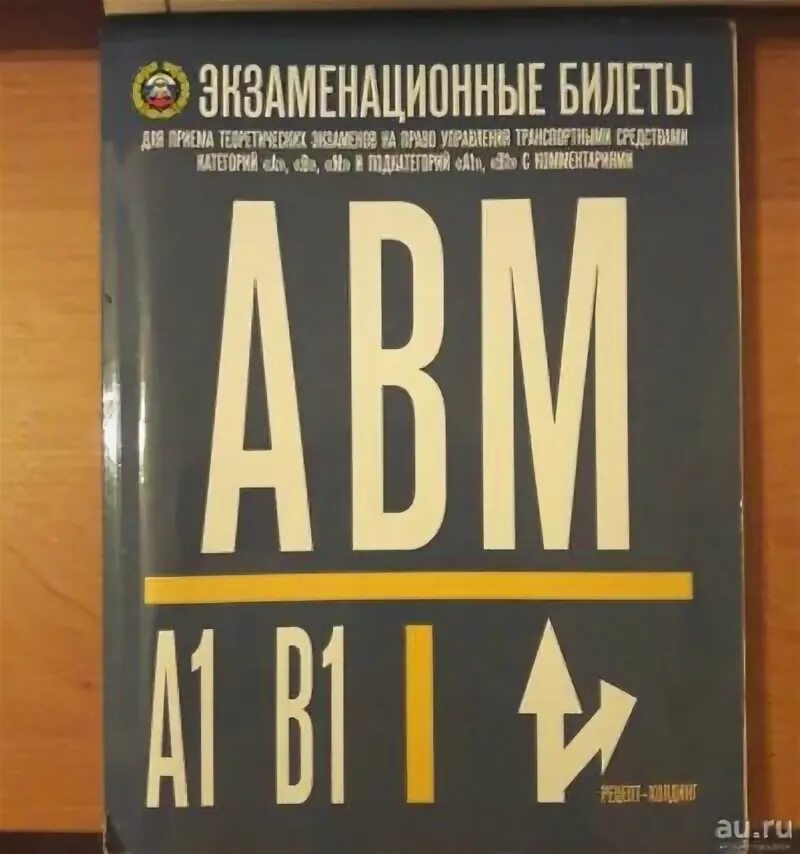 ЭКЗАМЕНАЦИОННЫЕ БИЛЕТЫ
ДЛЯ ПРИЕМА ТЕОРЕТИЧЕСКИХ ЭКЗАМЕНОВ НА ПРАВО УПРАВЛЕНИЯ ТРАНСПОРТНЫМИ СРЕДСТВАМИ
КАТЕГОРИЙ «А», «В», «М» И ПОДКАТЕГОРИЙ «А1», «В1» С КОММЕНТАРИЯМИ
АВМ
А1 В1
РЕЦЕПТ-ХОЛДИНГ
au.ru